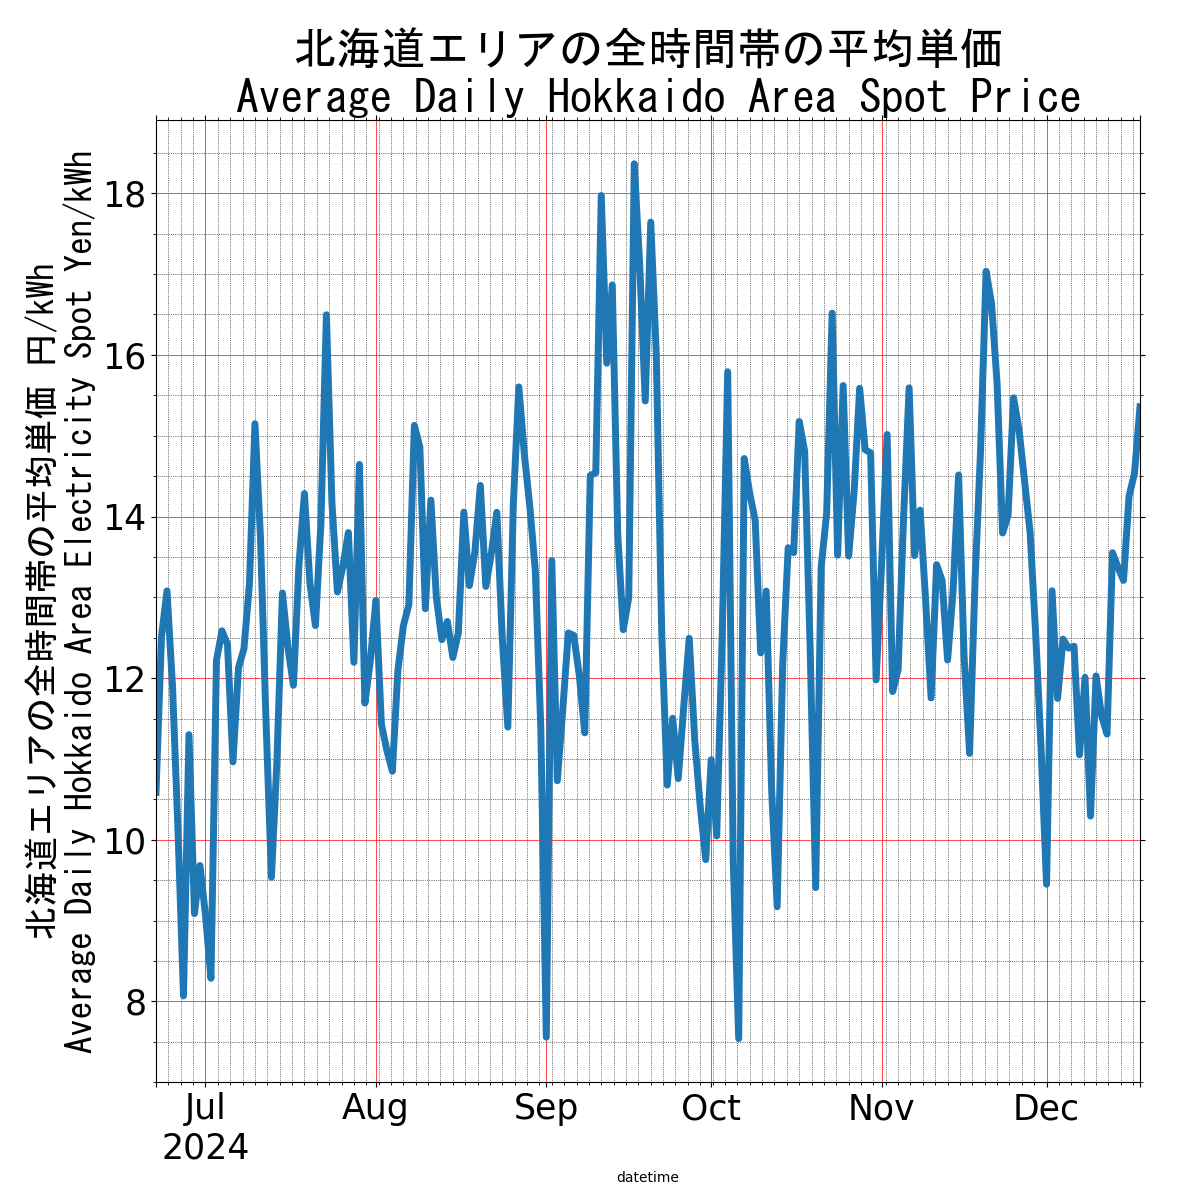 北海道エリアの全時間帯の平均単価
Average Daily Hokkaido Area Spot Price
北海道エリアの全時間帯の平均単価 円/kWh
Average Daily Hokkaido Area Electricity Spot Yen/kWh
18
16
14
12
10
8
Jul
2024
Aug
Sep
Oct
Nov
Dec
datetime